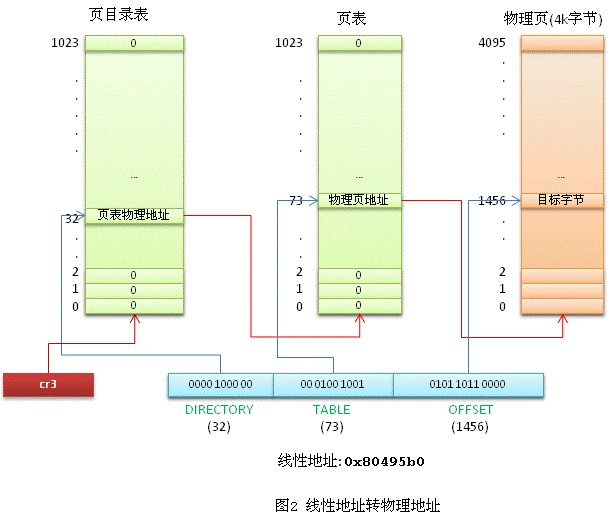 页目录表 页表 物理页(4k字节)
1023 0 1023 0 4095
... ... ...
73 物理页地址 1456 目标字节
32 页表物理地址
2 0 2 0 2
1 0 1 0 1
0 0 0 0 0
cr3 0000 1000 00 00 0100 1001 0101 1011 0000
DIRECTORY TABLE OFFSET
(32) (73) (1456)
线性地址:0x80495b0
图2 线性地址转物理地址